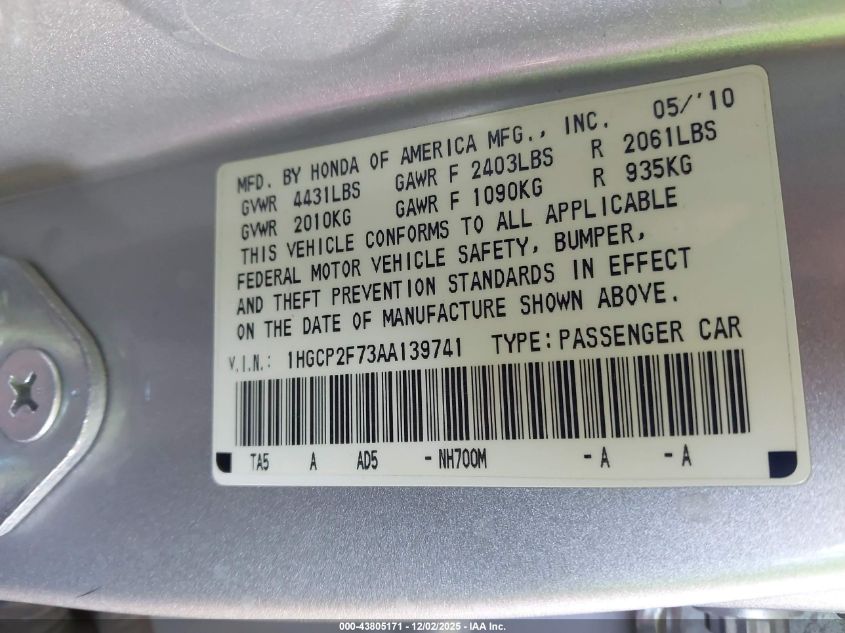 MFD. BY HONDA OF AMERICA MFG., INC. 05/'10
GVWR 4431LBS GAWR F 2403LBS R 2061LBS
GVWR 2010KG GAWR F 1090KG R 935KG
THIS VEHICLE CONFORMS TO ALL APPLICABLE
FEDERAL MOTOR VEHICLE SAFETY, BUMPER,
AND THEFT PREVENTION STANDARDS IN EFFECT
ON THE DATE OF MANUFACTURE SHOWN ABOVE.
V.I.N.: 1HGCP2F73AA139741 TYPE: PASSENGER CAR
TA5 A AD5 - NH700M - A - A
000-43805171 - 12/02/2025 - IAA Inc.